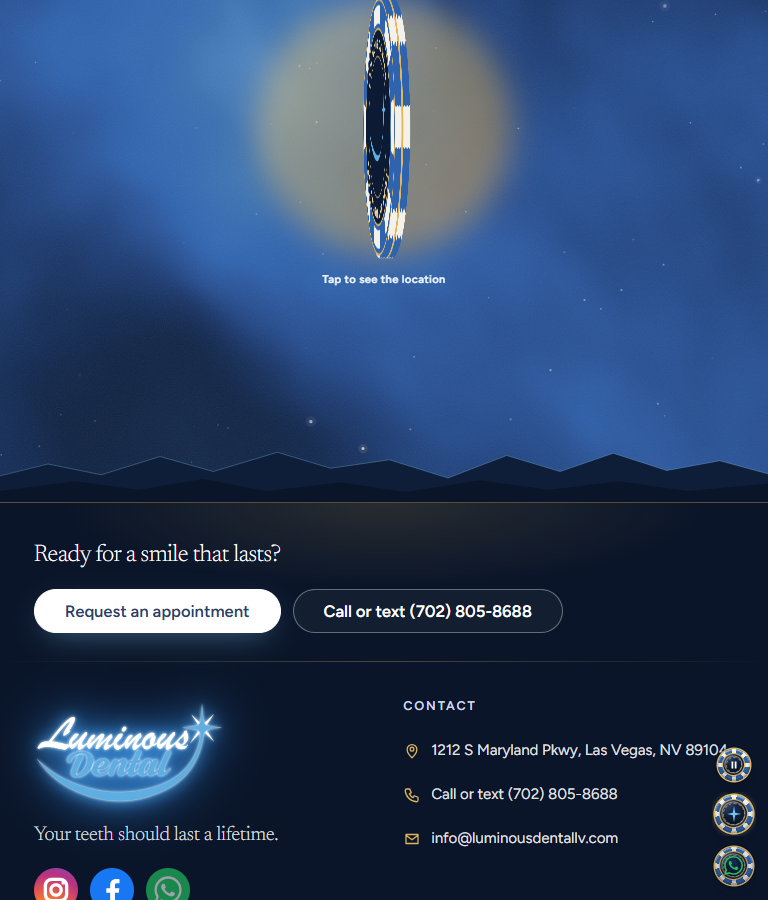 Tap to see the location
Ready for a smile that lasts?
Request an appointment
Call or text (702) 805-8688
Luminous
Dental
Your teeth should last a lifetime.
CONTACT
1212 S Maryland Pkwy, Las Vegas, NV 89104
Call or text (702) 805-8688
info@luminousdentallv.com